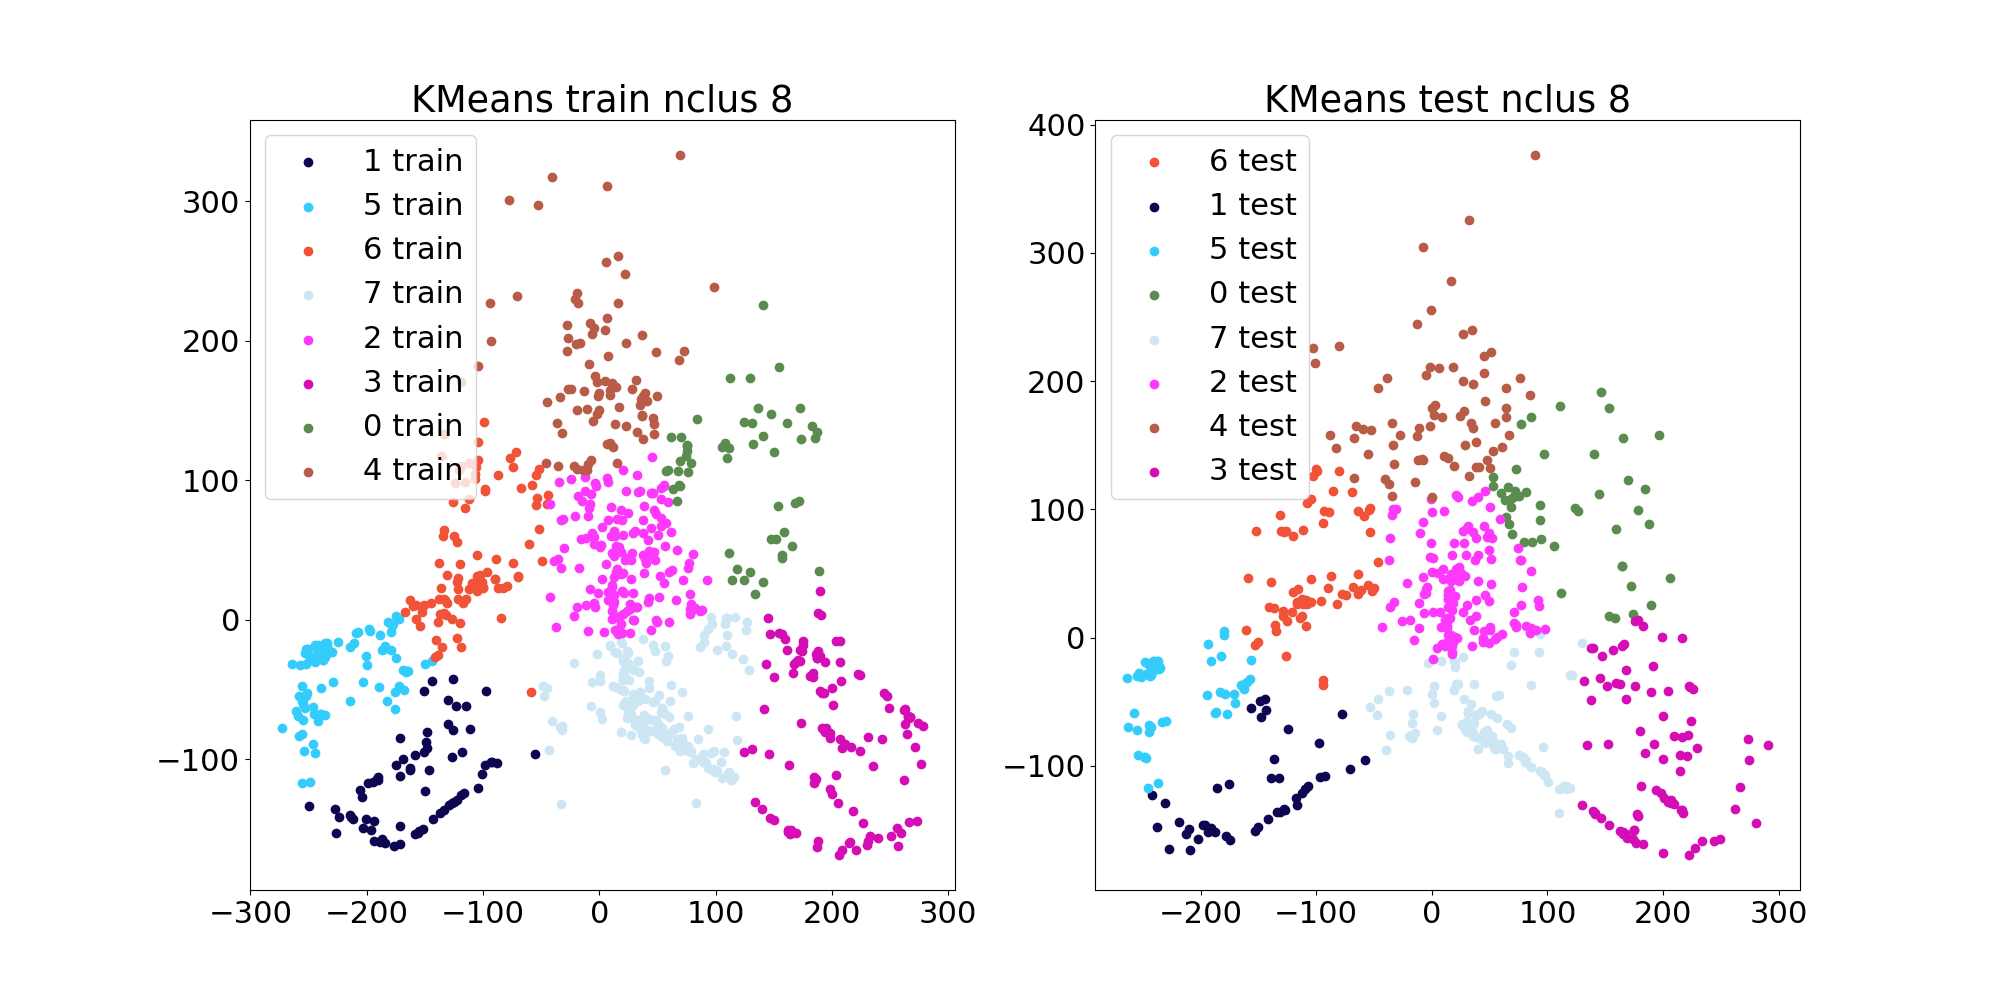 KMeans train nclus 8
300
200
100
0
−100
−300 −200 −100 0 100 200 300
1 train
5 train
6 train
7 train
2 train
3 train
0 train
4 train
KMeans test nclus 8
400
300
200
100
0
−100
−200 −100 0 100 200 300
6 test
1 test
5 test
0 test
7 test
2 test
4 test
3 test